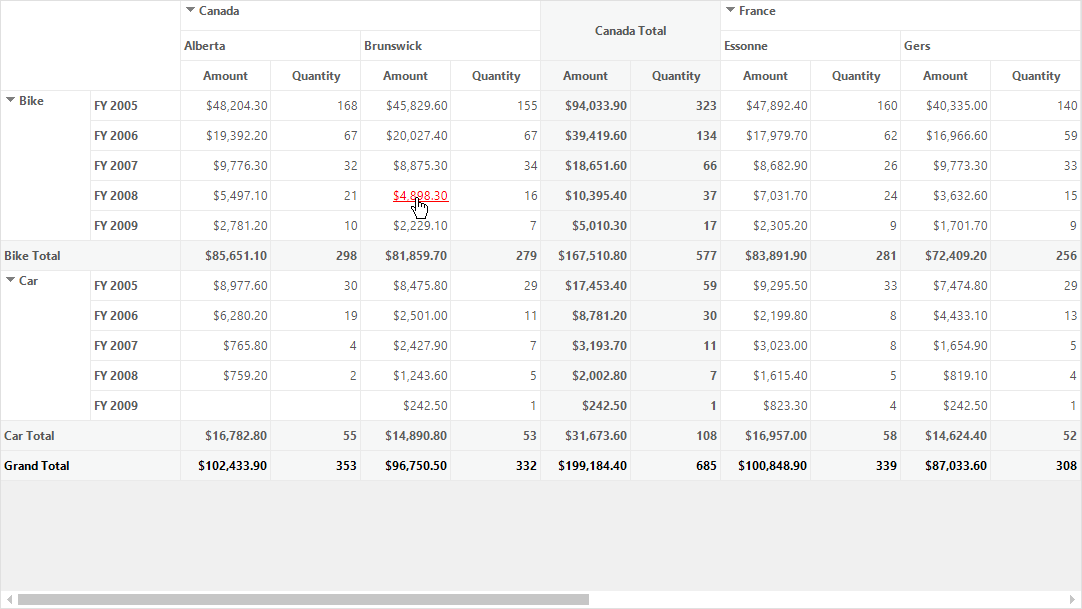 Canada Canada Total France
Alberta Brunswick Essonne Gers
Amount Quantity Amount Quantity Amount Quantity Amount Quantity Amount Quantity
Bike FY 2005 $48,204.30 168 $45,829.60 155 $94,033.90 323 $47,892.40 160 $40,335.00 140
FY 2006 $19,392.20 67 $20,027.40 67 $39,419.60 134 $17,979.70 62 $16,966.60 59
FY 2007 $9,776.30 32 $8,875.30 34 $18,651.60 66 $8,682.90 26 $9,773.30 33
FY 2008 $5,497.10 21 $4,898.30 16 $10,395.40 37 $7,031.70 24 $3,632.60 15
FY 2009 $2,781.20 10 $2,229.10 7 $5,010.30 17 $2,305.20 9 $1,701.70 9
Bike Total $85,651.10 298 $81,859.70 279 $167,510.80 577 $83,891.90 281 $72,409.20 256
Car FY 2005 $8,977.60 30 $8,475.80 29 $17,453.40 59 $9,295.50 33 $7,474.80 29
FY 2006 $6,280.20 19 $2,501.00 11 $8,781.20 30 $2,199.80 8 $4,433.10 13
FY 2007 $765.80 4 $2,427.90 7 $3,193.70 11 $3,023.00 8 $1,654.90 5
FY 2008 $759.20 2 $1,243.60 5 $2,002.80 7 $1,615.40 5 $819.10 4
FY 2009 $242.50 1 $242.50 1 $823.30 4 $242.50 1
Car Total $16,782.80 55 $14,890.80 53 $31,673.60 108 $16,957.00 58 $14,624.40 52
Grand Total $102,433.90 353 $96,750.50 332 $199,184.40 685 $100,848.90 339 $87,033.60 308